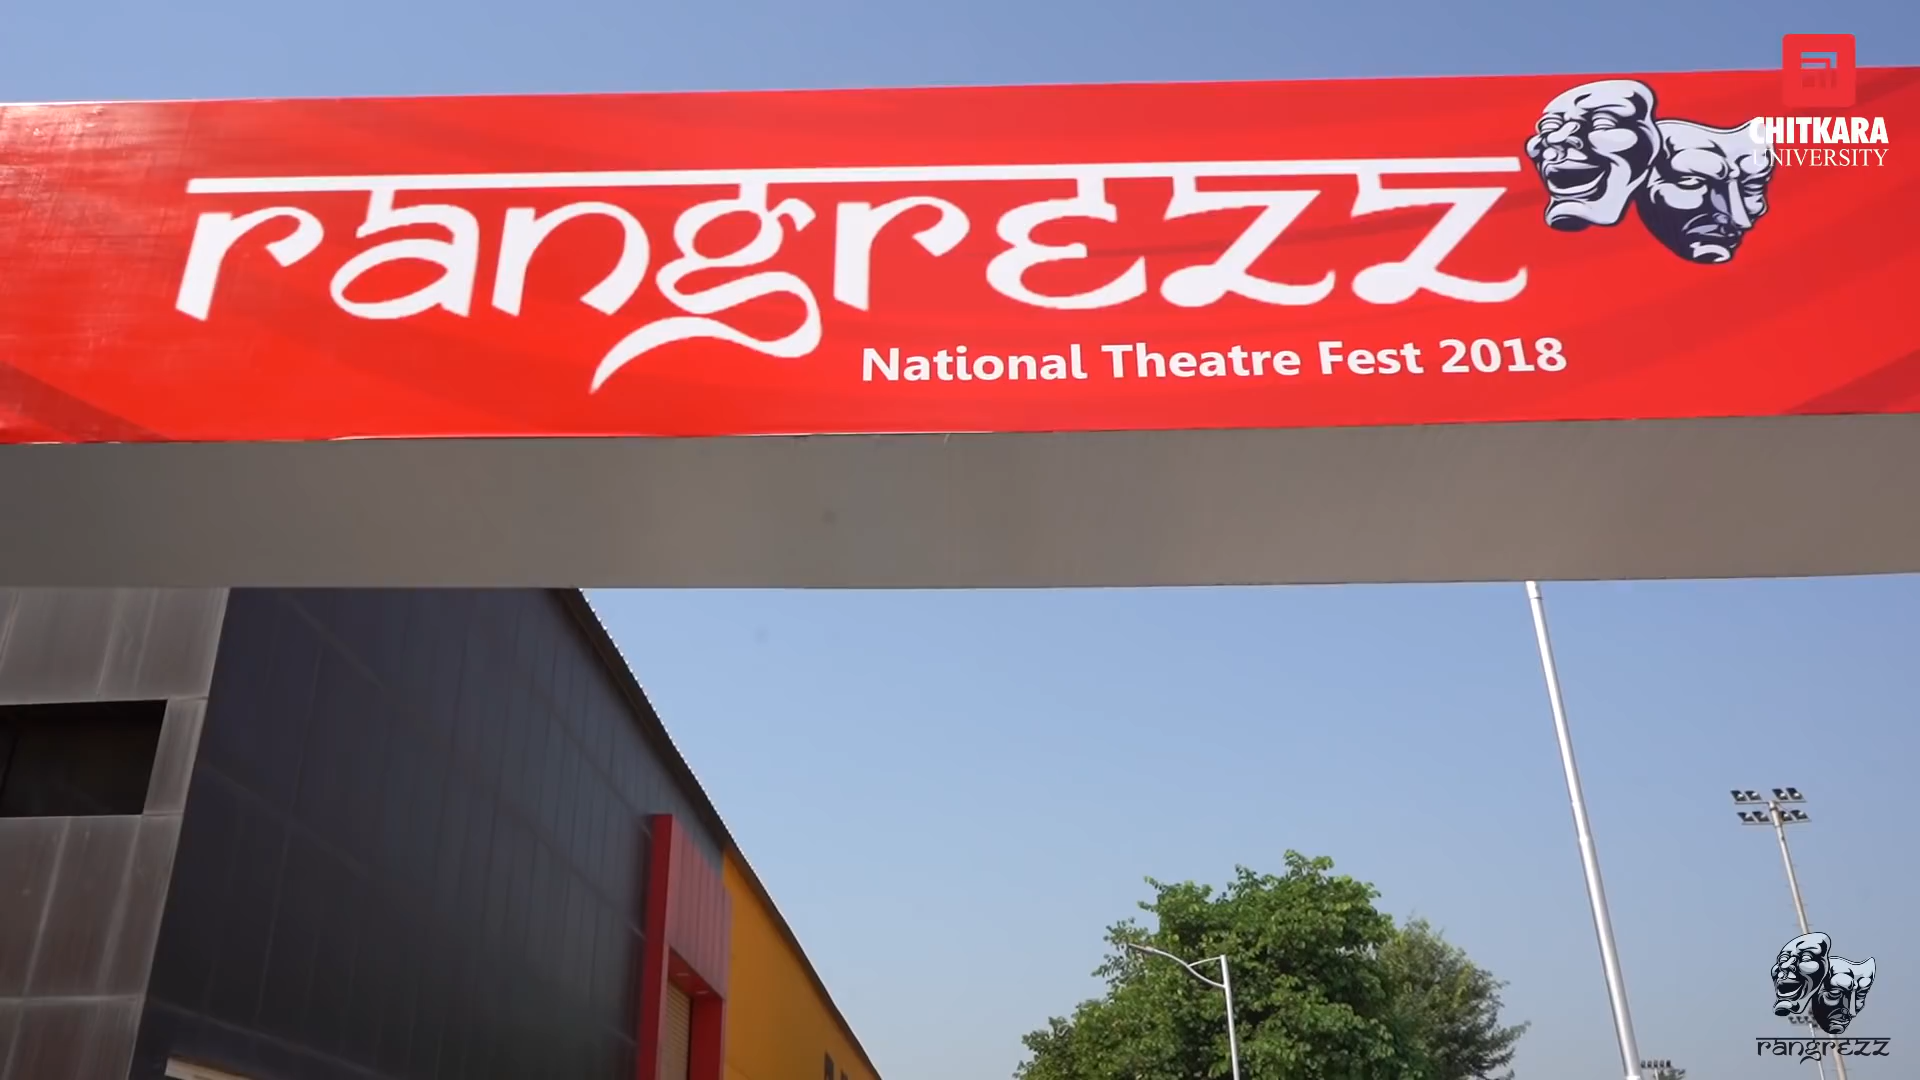 CHITKARA
UNIVERSITY
rangrezz
National Theatre Fest 2018
rangrezz